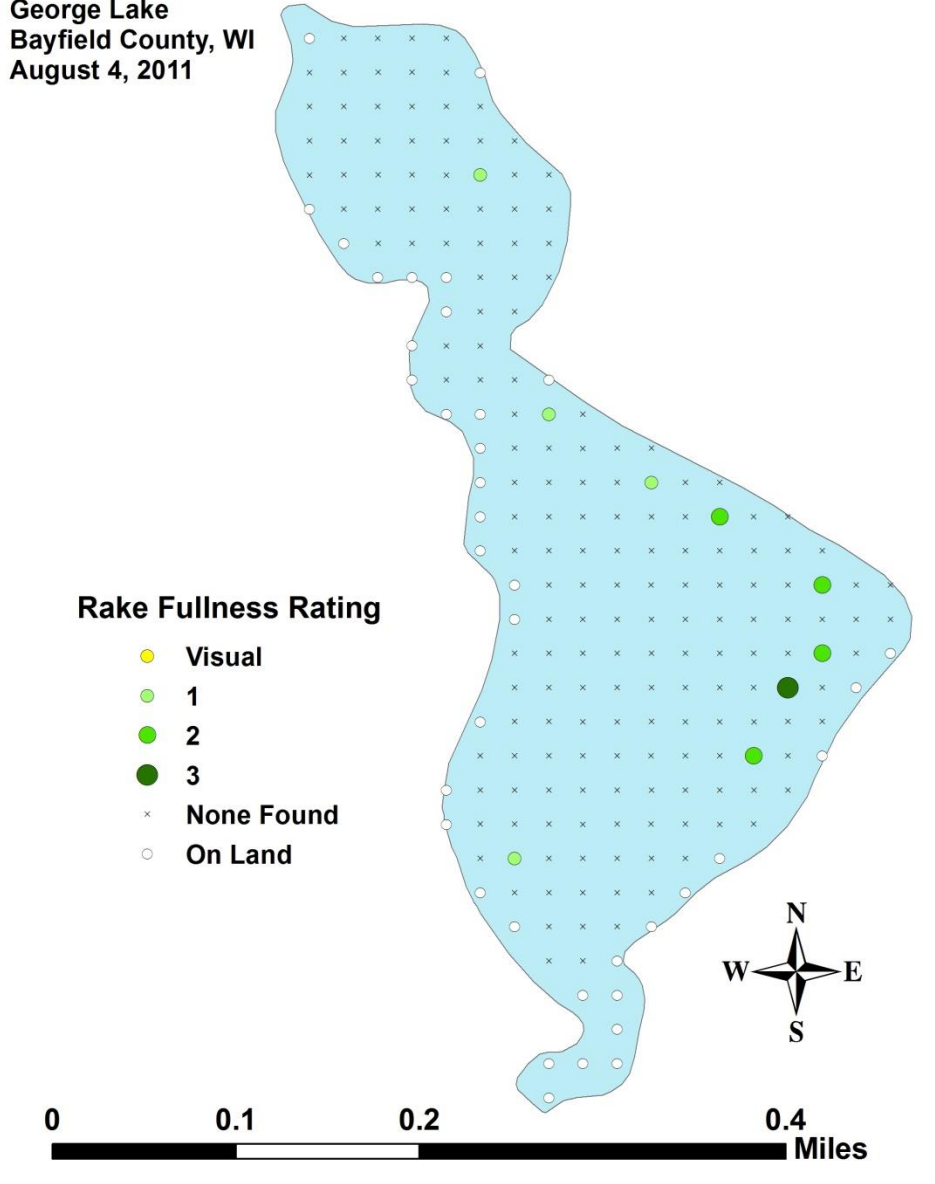 George Lake
Bayfield County, WI
August 4, 2011
Rake Fullness Rating
Visual
1
2
3
None Found
On Land
N
W E
S
0 0.1 0.2 0.4
Miles